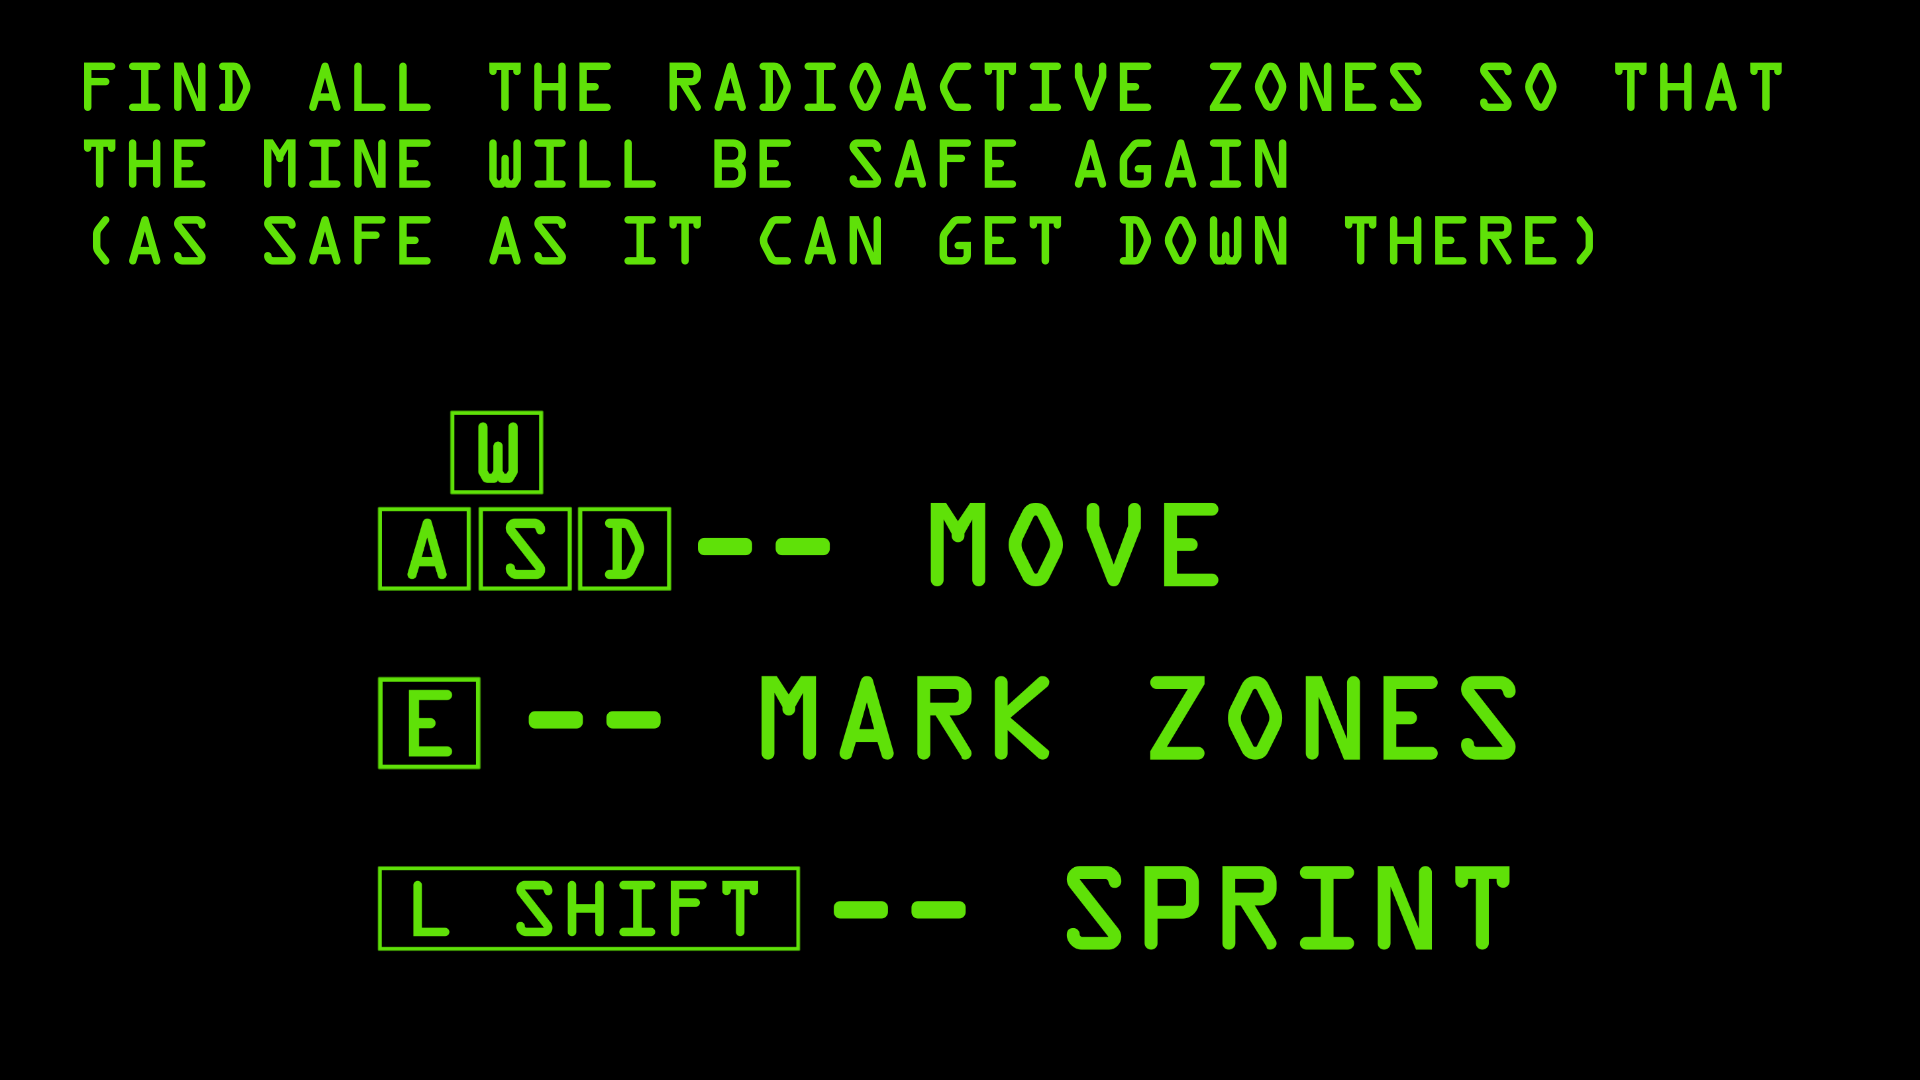 FIND ALL THE RADIOACTIVE ZONES SO THAT
THE MINE WILL BE SAFE AGAIN
(AS SAFE AS IT CAN GET DOWN THERE)
W
A S D -- MOVE
E -- MARK ZONES
L SHIFT -- SPRINT